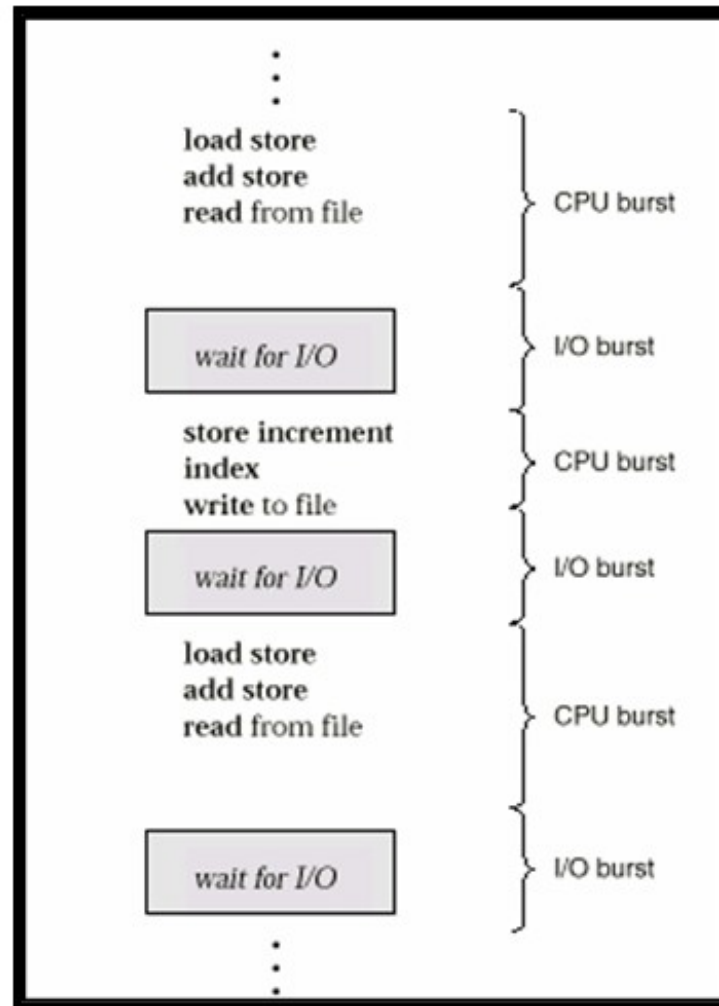 load store
add store
read from file
CPU burst
wait for I/O
I/O burst
store increment
index
write to file
CPU burst
wait for I/O
I/O burst
load store
add store
read from file
CPU burst
wait for I/O
I/O burst